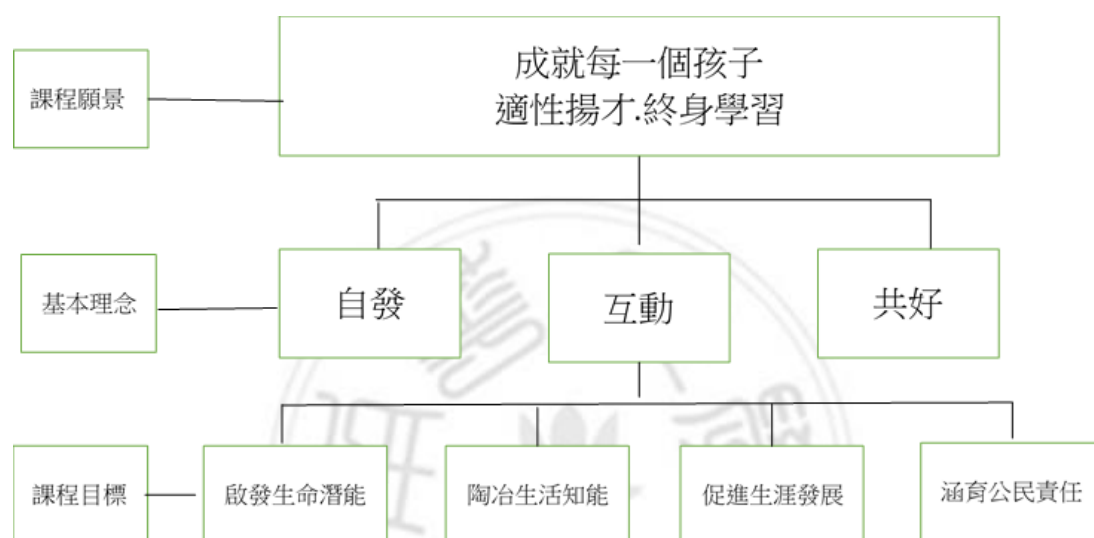 課程願景
成就每一個孩子
適性揚才.終身學習
基本理念
自發
互動
共好
課程目標
啟發生命潛能
陶冶生活知能
促進生涯發展
涵育公民責任